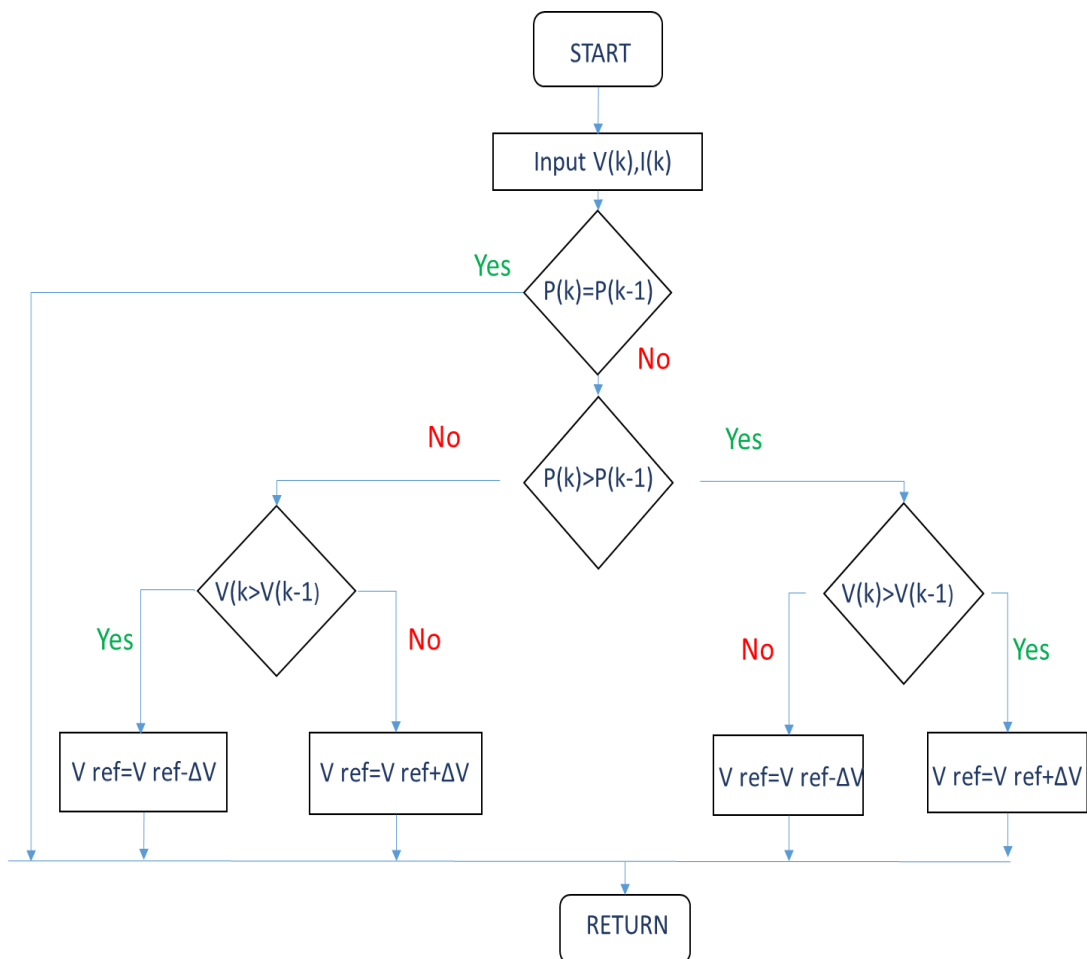 START
Input V(k),I(k)
Yes
P(k)=P(k-1)
No
No
Yes
P(k)>P(k-1)
V(k>V(k-1)
V(k)>V(k-1)
Yes
No
No
Yes
V ref=V ref-ΔV
V ref=V ref+ΔV
V ref=V ref-ΔV
V ref=V ref+ΔV
RETURN